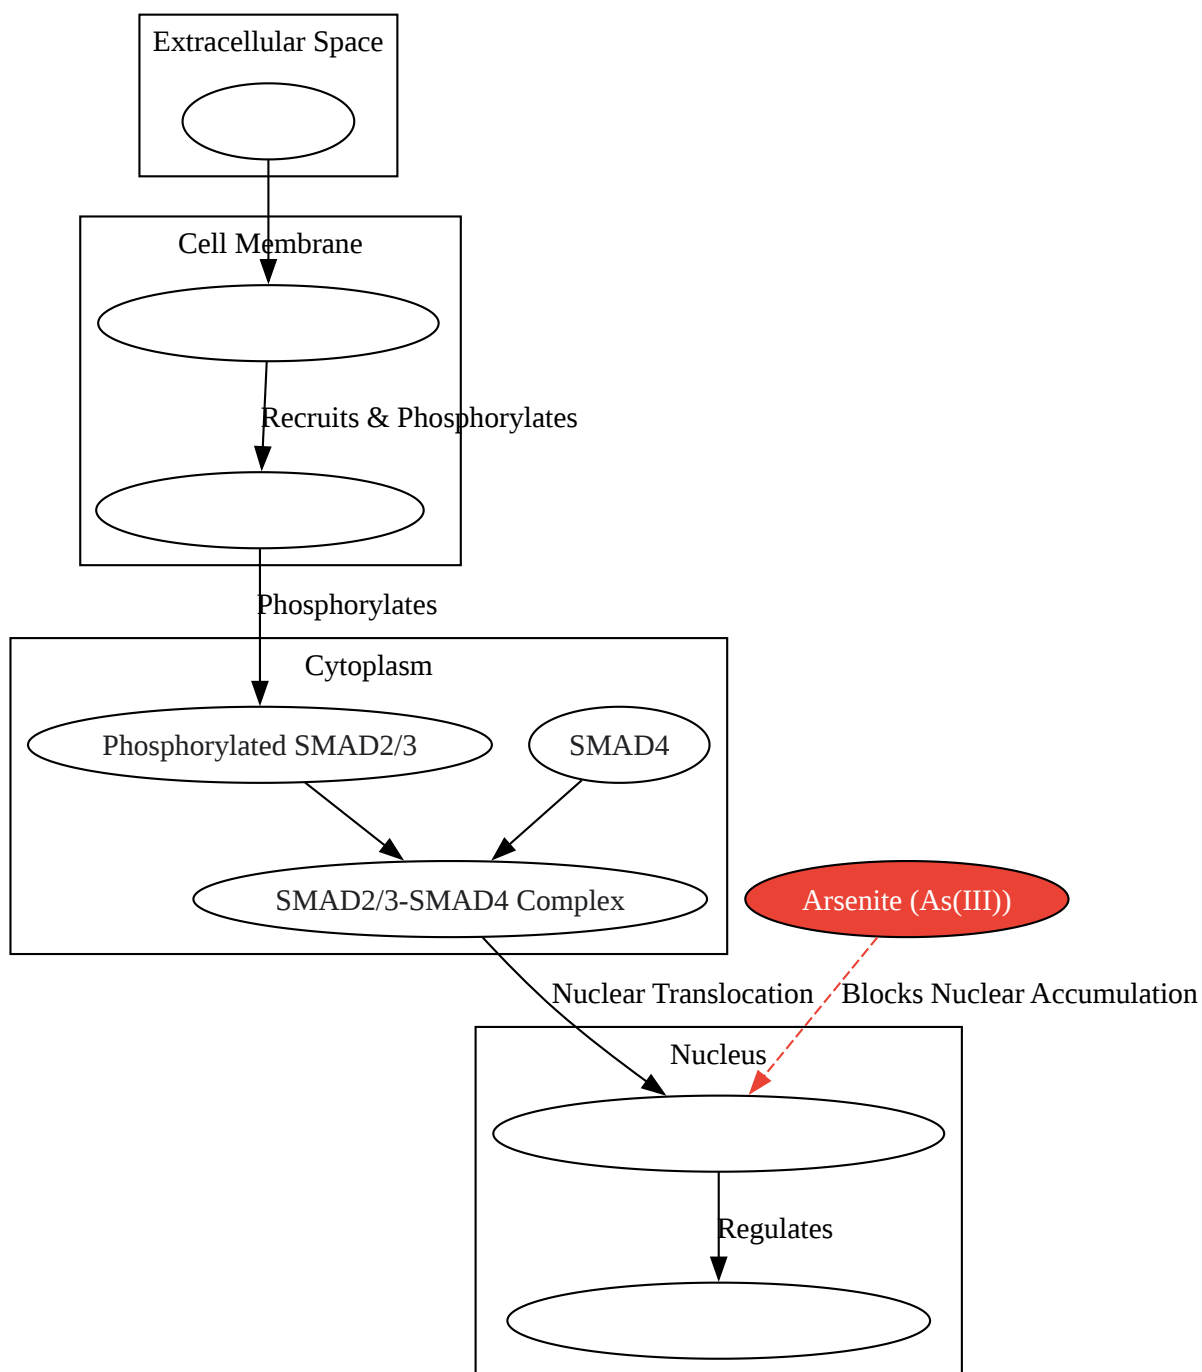 Extracellular Space
Cell Membrane
Recruits & Phosphorylates
Phosphorylates
Cytoplasm
Phosphorylated SMAD2/3
SMAD4
SMAD2/3-SMAD4 Complex
Arsenite (As(III))
Nuclear Translocation
Blocks Nuclear Accumulation
Nucleus
Regulates